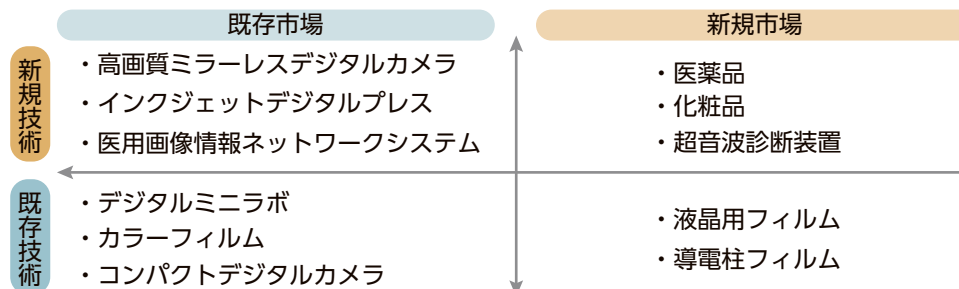 既存市場
新規市場
新規技術
・高画質ミラーレスデジタルカメラ
・インクジェットデジタルプレス
・医用画像情報ネットワークシステム
・医薬品
・化粧品
・超音波診断装置
既存技術
・デジタルミニラボ
・カラーフィルム
・コンパクトデジタルカメラ
・液晶用フィルム
・導電柱フィルム